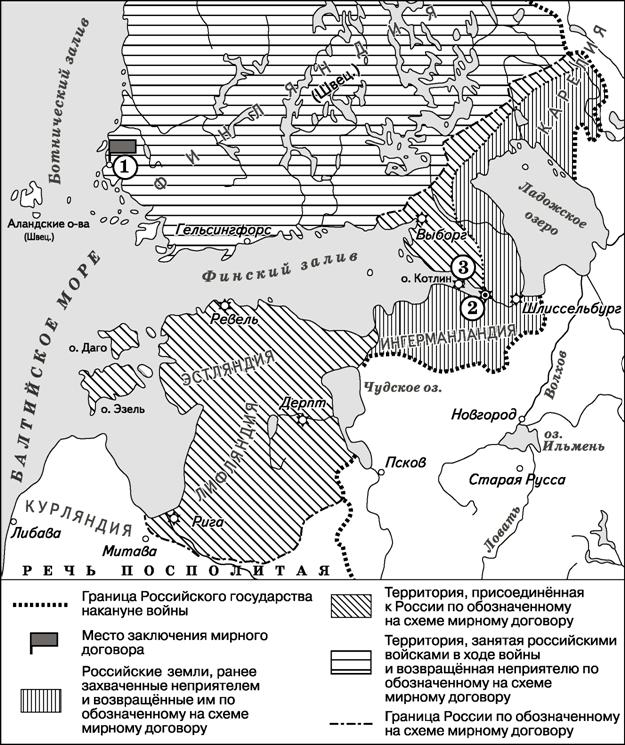 Ботнический залив
ФИНЛЯНДИЯ
(Швец.)
КАРЕЛИЯ
1
Аландские о-ва
(Швец.)
Гельсингфорс
Выборг
Ладожское
озеро
Финский залив
3
о. Котлин
2
Шлиссельбург
БАЛТИЙСКОЕ МОРЕ
Ревель
ИНГЕРМАНЛАНДИЯ
о. Даго
ЭСТЛЯНДИЯ
Чудское оз.
Волхов
о. Эзель
Дерпт
Новгород
оз.
Ильмень
ЛИФЛЯНДИЯ
Псков
Старая Русса
КУРЛЯНДИЯ
Рига
Либава
Митава
Ловать
РЕЧЬ ПОСПОЛИТАЯ
Граница Российского государства
накануне войны
Место заключения мирного
договора
Российские земли, ранее
захваченные неприятелем
и возвращённые им по
обозначенному на схеме
мирному договору
Территория, присоединённая
к России по обозначенному
на схеме мирному договору
Территория, занятая российскими
войсками в ходе войны
и возвращённая неприятелю по
обозначенному на схеме
мирному договору
Граница России по обозначенному
на схеме мирному договору